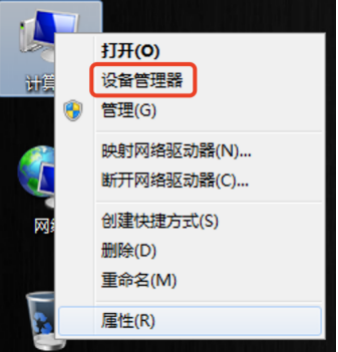 打开(O)
设备管理器
管理(G)
映射网络驱动器(N)...
断开网络驱动器(C)...
创建快捷方式(S)
删除(D)
重命名(M)
属性(R)
计算
网